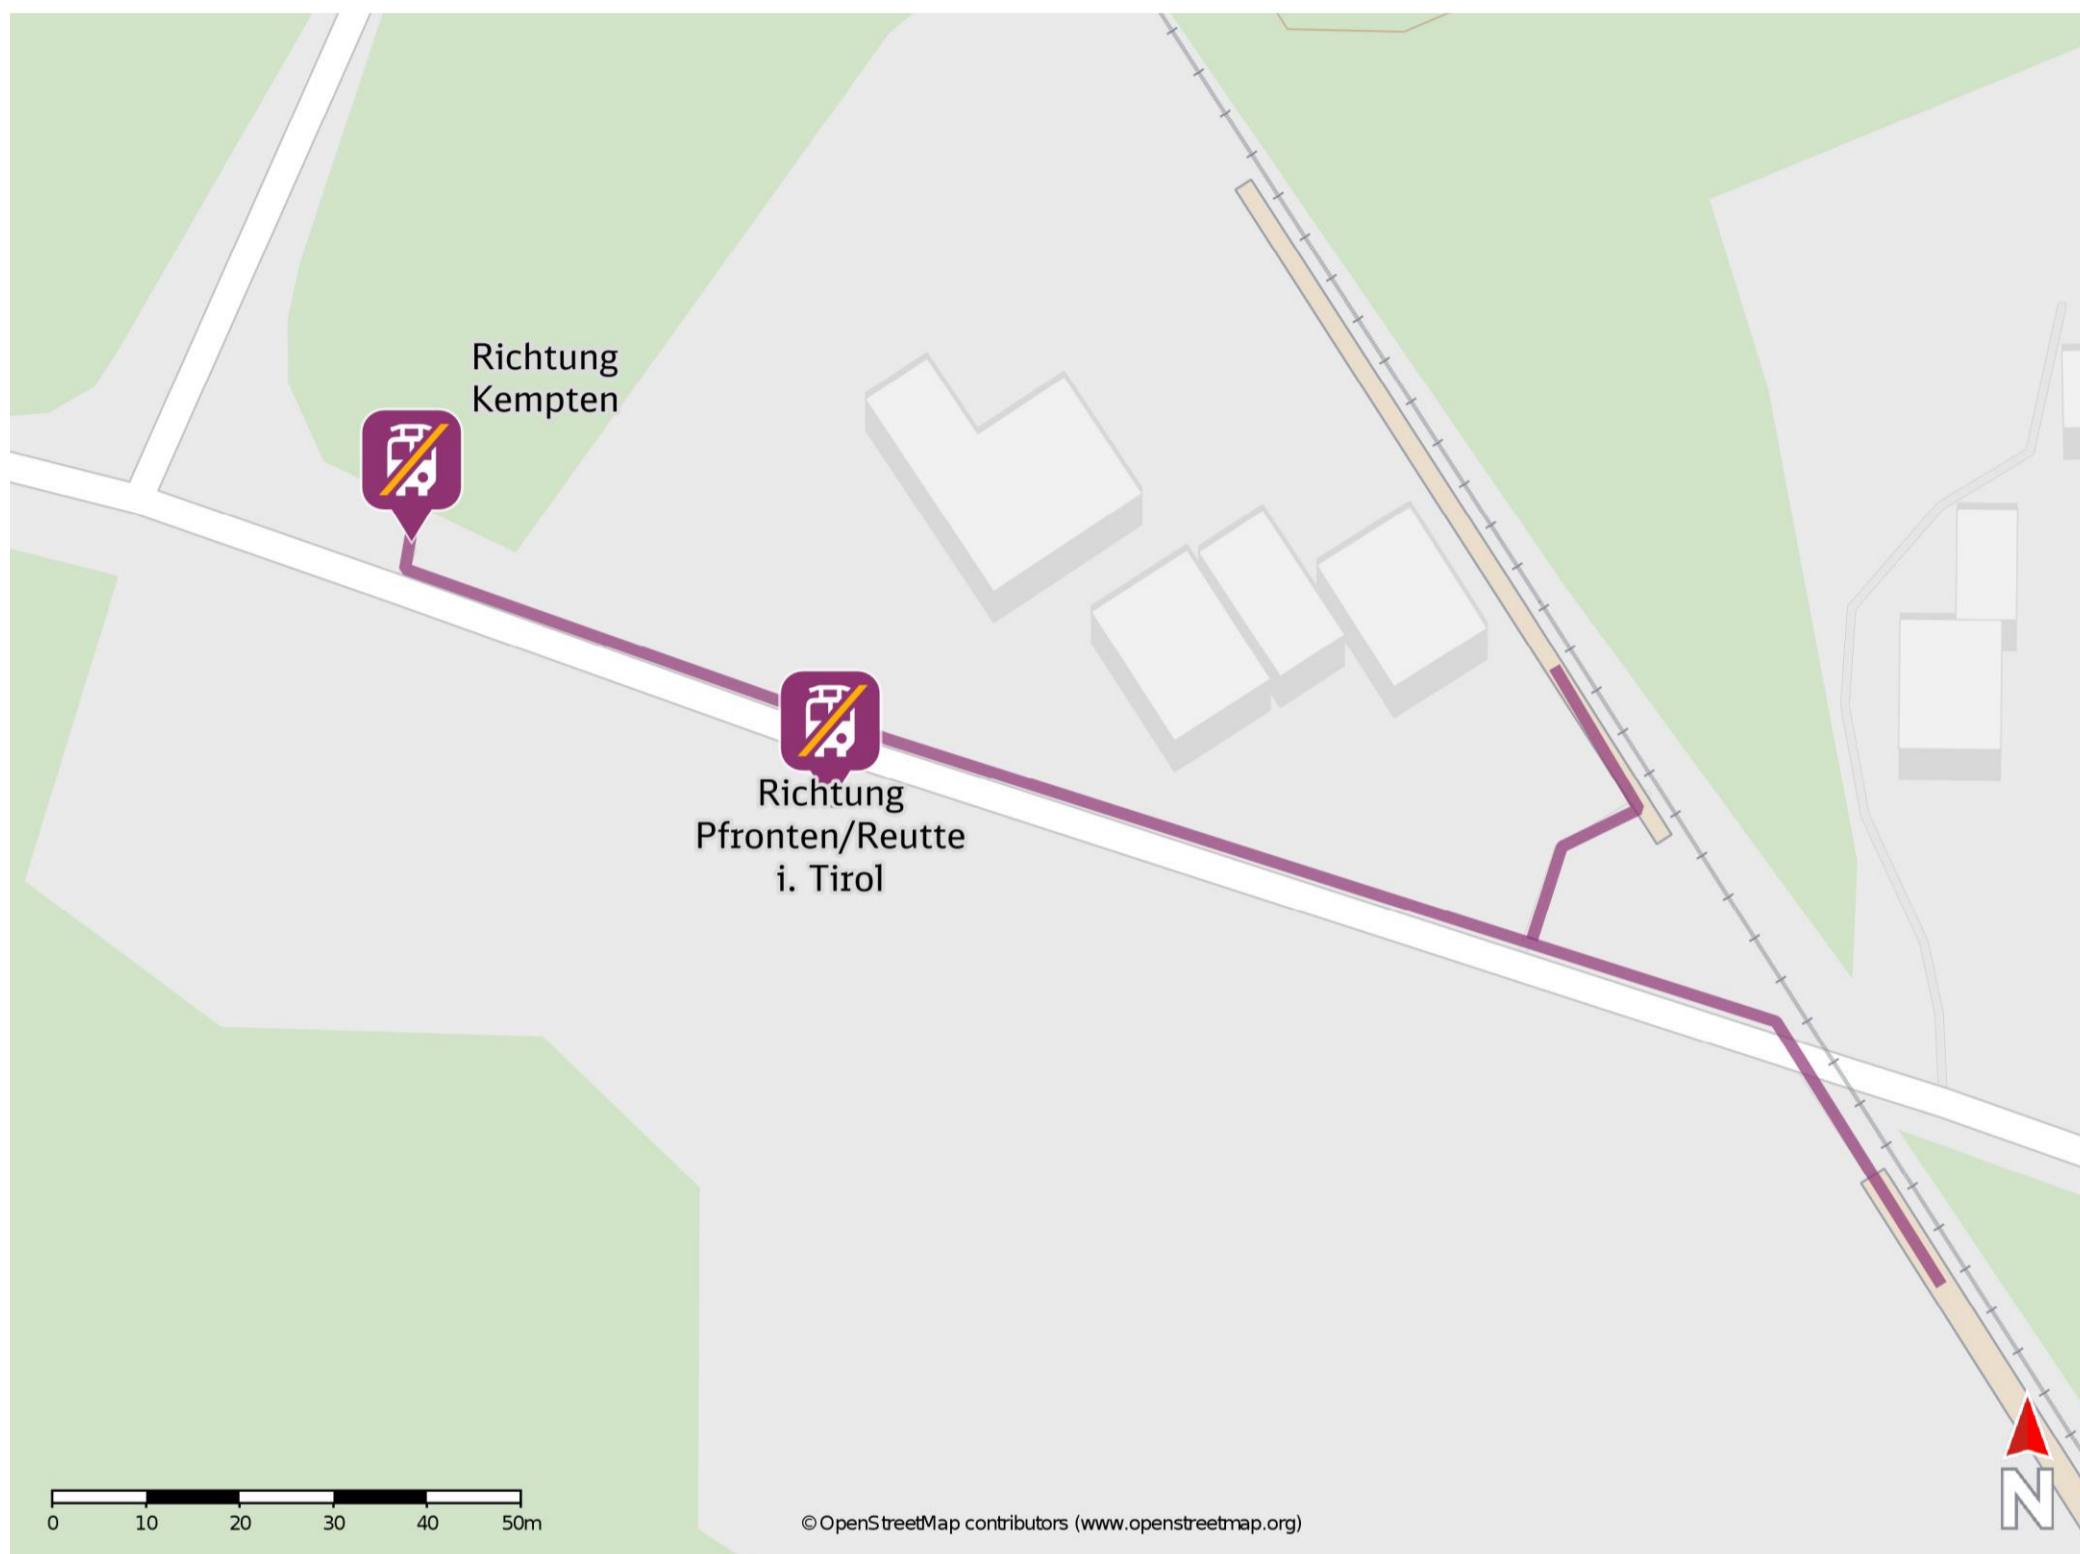 Richtung
Kempten
Richtung
Pfronten/Reutte
i. Tirol
0 10 20 30 40 50m
© OpenStreetMap contributors (www.openstreetmap.org)
N